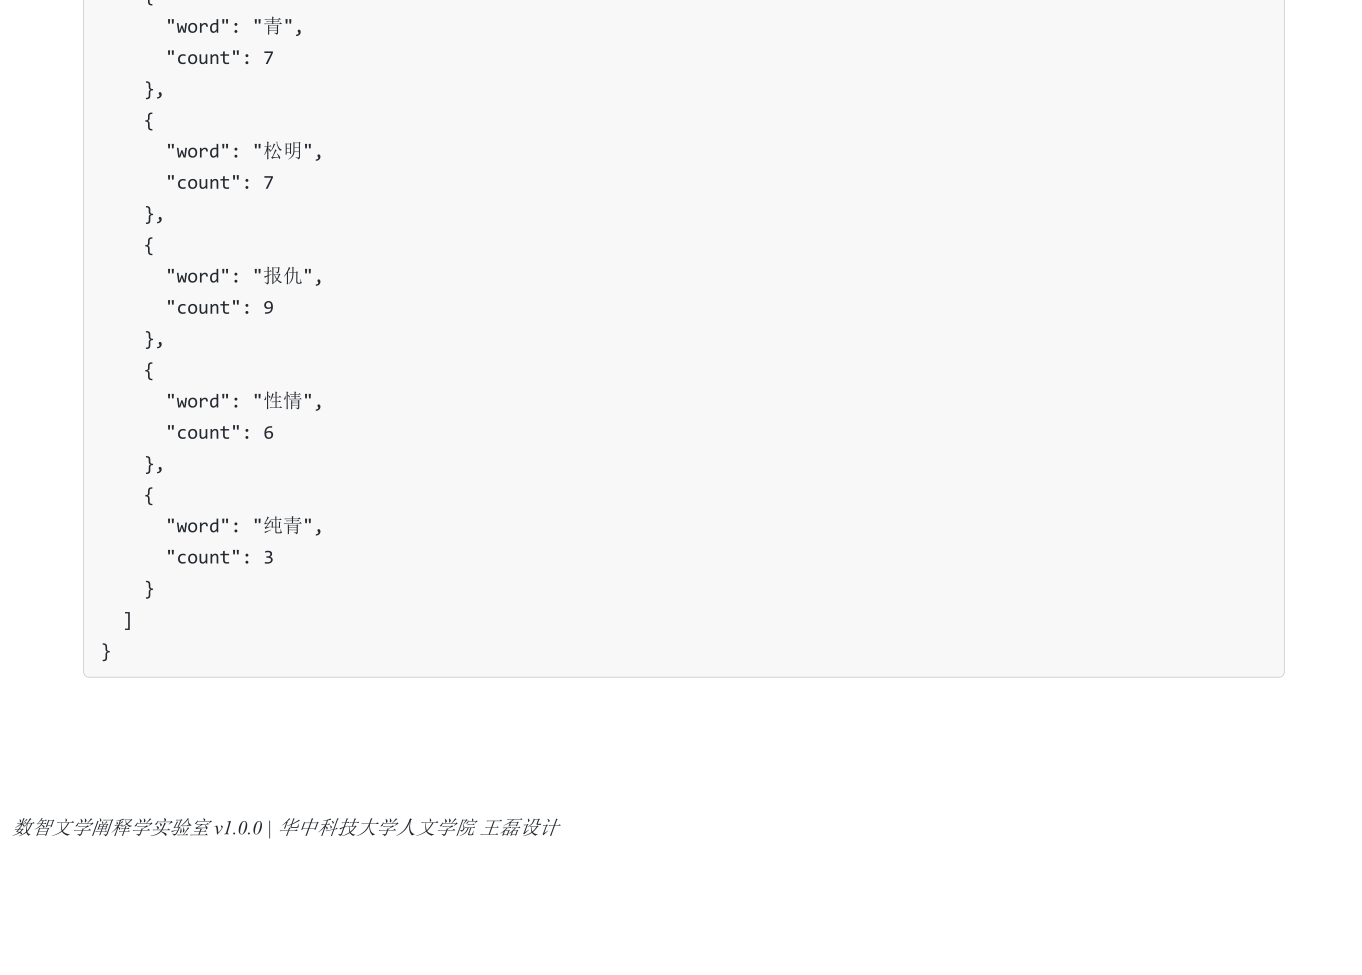 {
"word": "青",
"count": 7
},
{
"word": "松明",
"count": 7
},
{
"word": "报仇",
"count": 9
},
{
"word": "性情",
"count": 6
},
{
"word": "纯青",
"count": 3
}
]
}
数智文学阐释学实验室 v1.0.0 | 华中科技大学人文学院 王磊设计